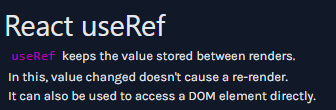 React useRef
useRef keeps the value stored between renders.
In this, value changed doesn't cause a re-render.
It can also be used to access a DOM element directly.